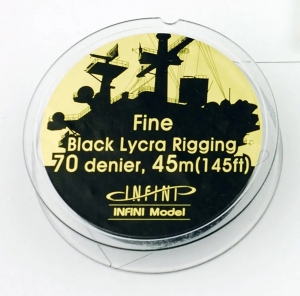 Fine
Black Lycra Rigging
70 denier, 45m(145ft)
INFINI
INFINI Model